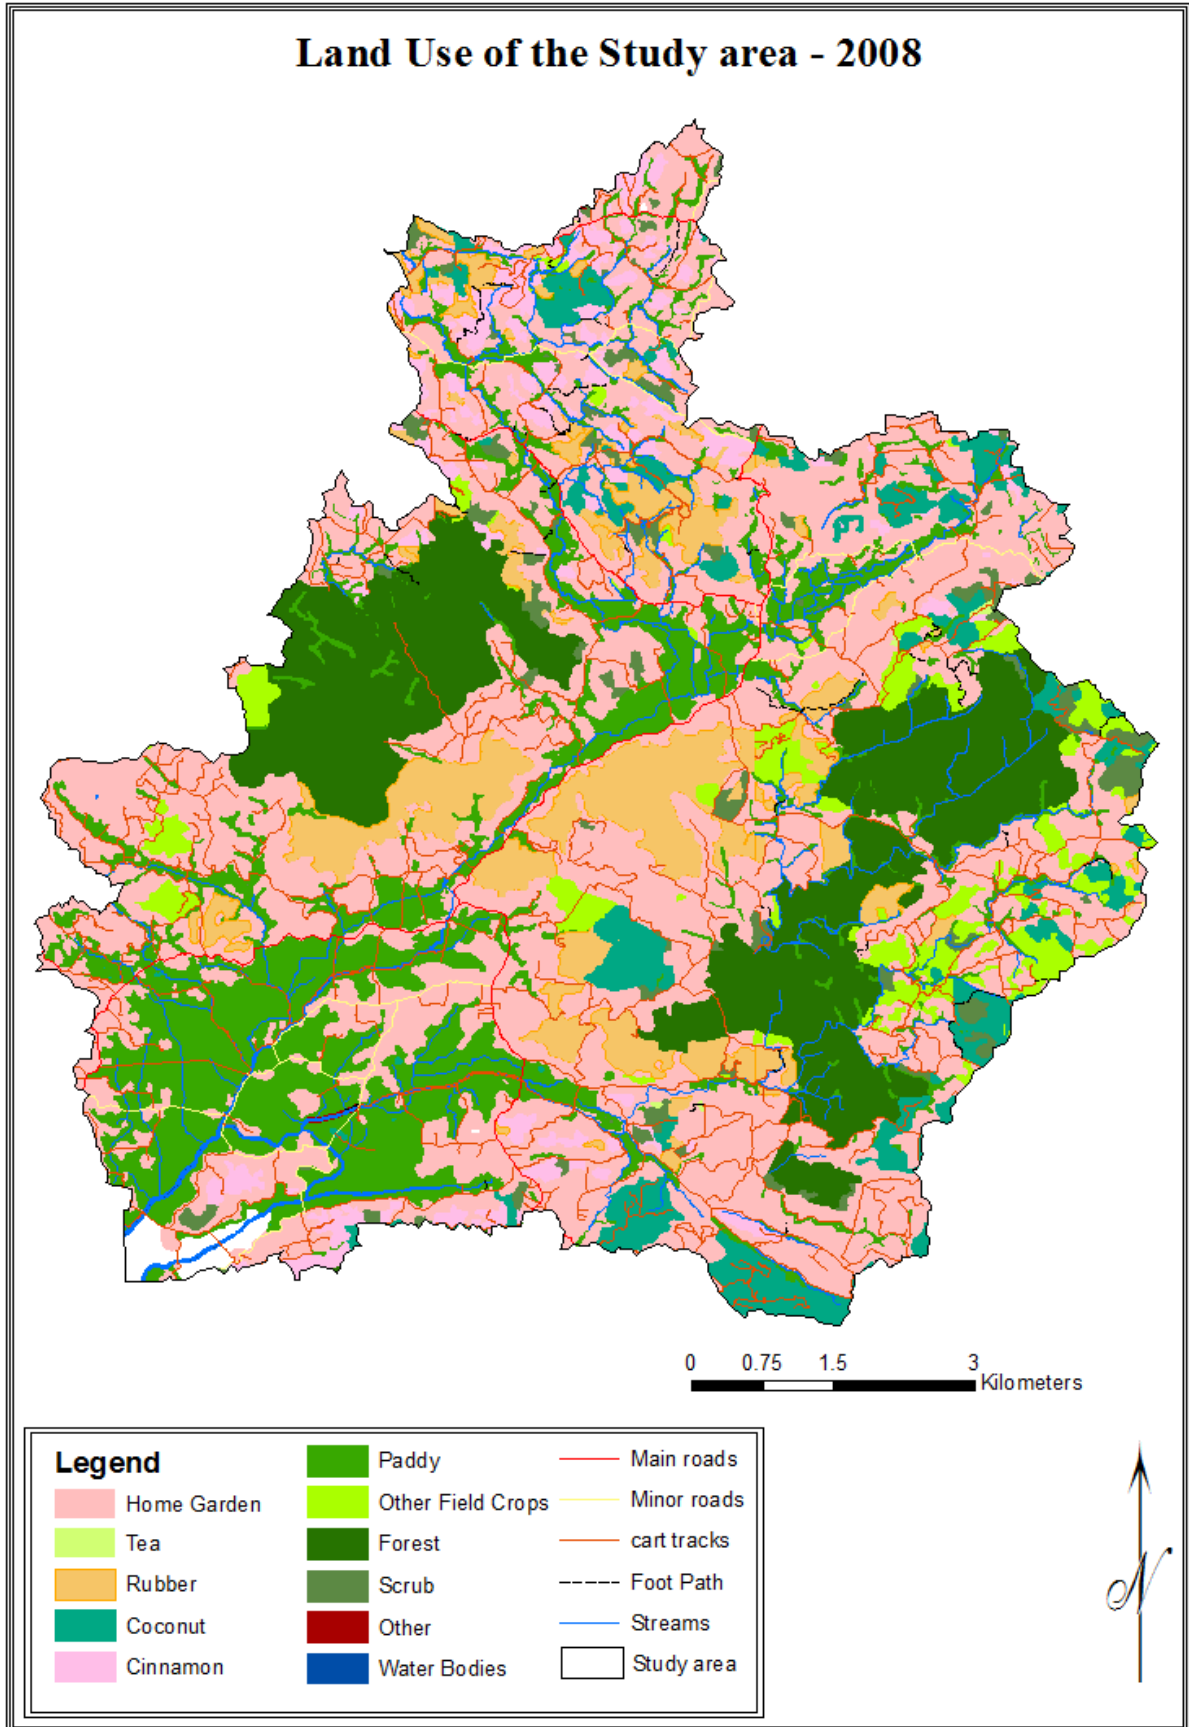 Land Use of the Study area - 2008
0 0.75 1.5 3
Kilometers
Legend
Home Garden
Tea
Rubber
Coconut
Cinnamon
Paddy
Other Field Crops
Forest
Scrub
Other
Water Bodies
Main roads
Minor roads
cart tracks
Foot Path
Streams
Study area
N